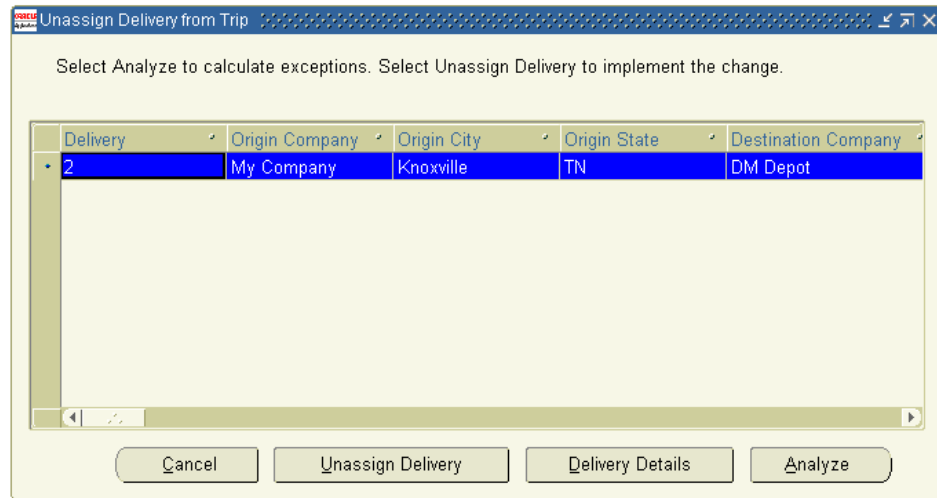 ORACLE Unassign Delivery from Trip
Select Analyze to calculate exceptions. Select Unassign Delivery to implement the change.
Delivery Origin Company Origin City Origin State Destination Company
2 My Company Knoxville TN DM Depot
Cancel Unassign Delivery Delivery Details Analyze